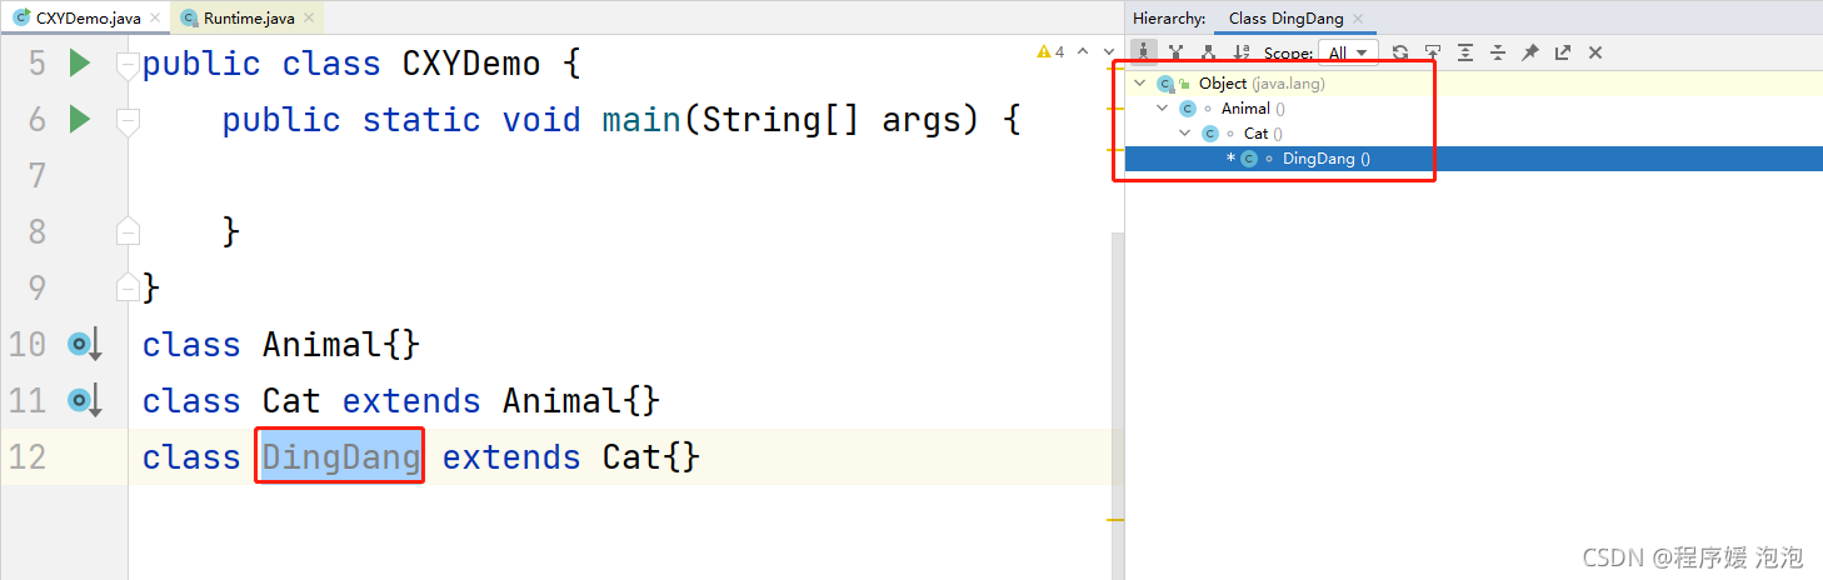 CXYDemo.java
Runtime.java
Hierarchy:
Class DingDang
4
Scope:
All
5 public class CXYDemo {
6 public static void main(String[] args) {
7
8 }
9 }
10 class Animal{}
11 class Cat extends Animal{}
12 class DingDang extends Cat{}
Object (java.lang)
Animal ()
Cat ()
* DingDang ()
CSDN @程序媛 泡泡